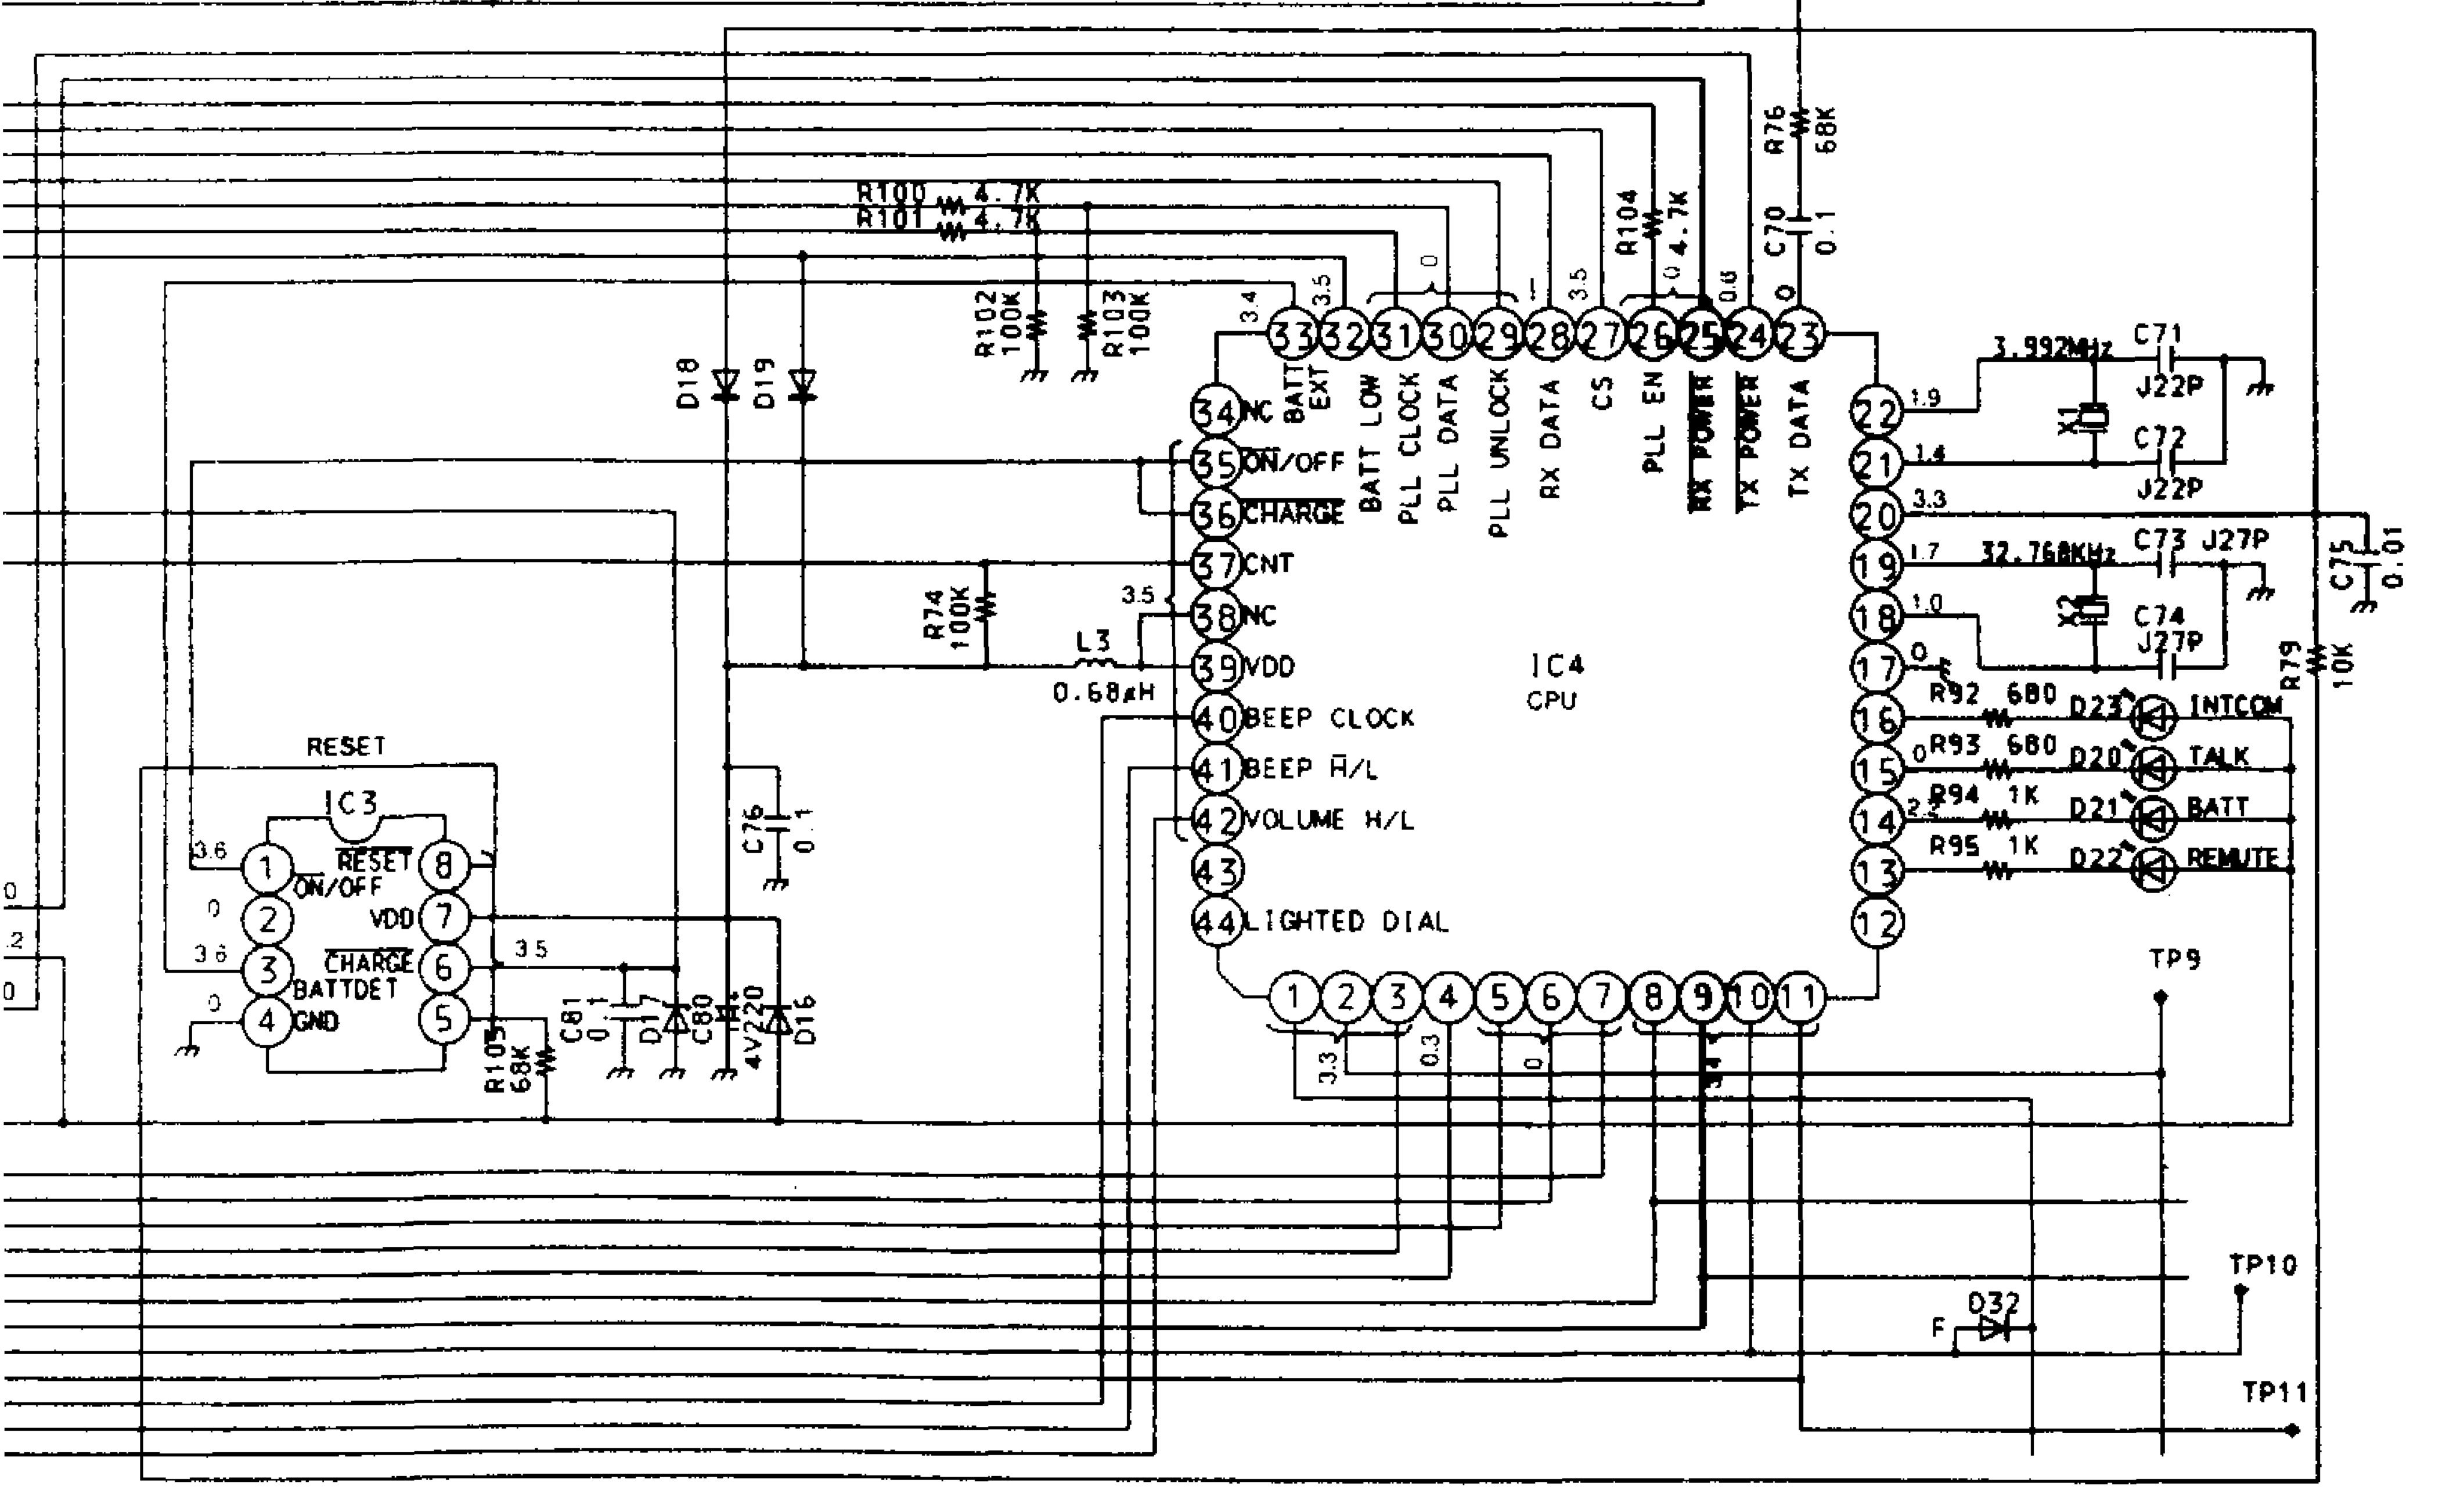 R76
68K
C70
0.1
R104
4.7K
R100 4.7K
R101 4.7K
R102
100K
R103
100K
D18
D19
3.4
3.5
0
1
3.5
0
0.6
0
33 32 31 30 29 28 27 26 25 24 23
BATT EXT
BATT LOW
PLL CLOCK
PLL DATA
PLL UNLOCK
RX DATA
CS
PLL EN
RX POWER
TX POWER
TX DATA
34 NC
35 ON/OFF
36 CHARGE
37 CNT
38 NC
39 VDD
40 BEEP CLOCK
41 BEEP H/L
42 VOLUME H/L
43
44 LIGHTED DIAL
3.5
R74
100K
L3
0.68µH
IC4
CPU
22 1.9
21 1.4
20 3.3
19 1.7
18 1.0
17 0
16
15 0
14 2.2
13
12
3.992MHz
C71
J22P
X1
C72
J22P
32.768KHz
C73 J27P
X2
C74
J27P
C75
0.01
R79
10K
R92 680 D23 INTCOM
R93 680 D20 TALK
R94 1K D21 BATT
R95 1K D22 REMUTE
RESET
IC3
3.6 1 ON/OFF
0 2
3.6 3 BATTDET
0 4 GND
RESET 8
VDD 7
CHARGE 6 3.5
5
0
.2
0
C76
0.1
R105
68K
C81
0.1
D17
C80
4V220
D16
1 2 3 4 5 6 7 8 9 10 11
3.3
0.3
0
3.4
TP9
TP10
D32
F
TP11